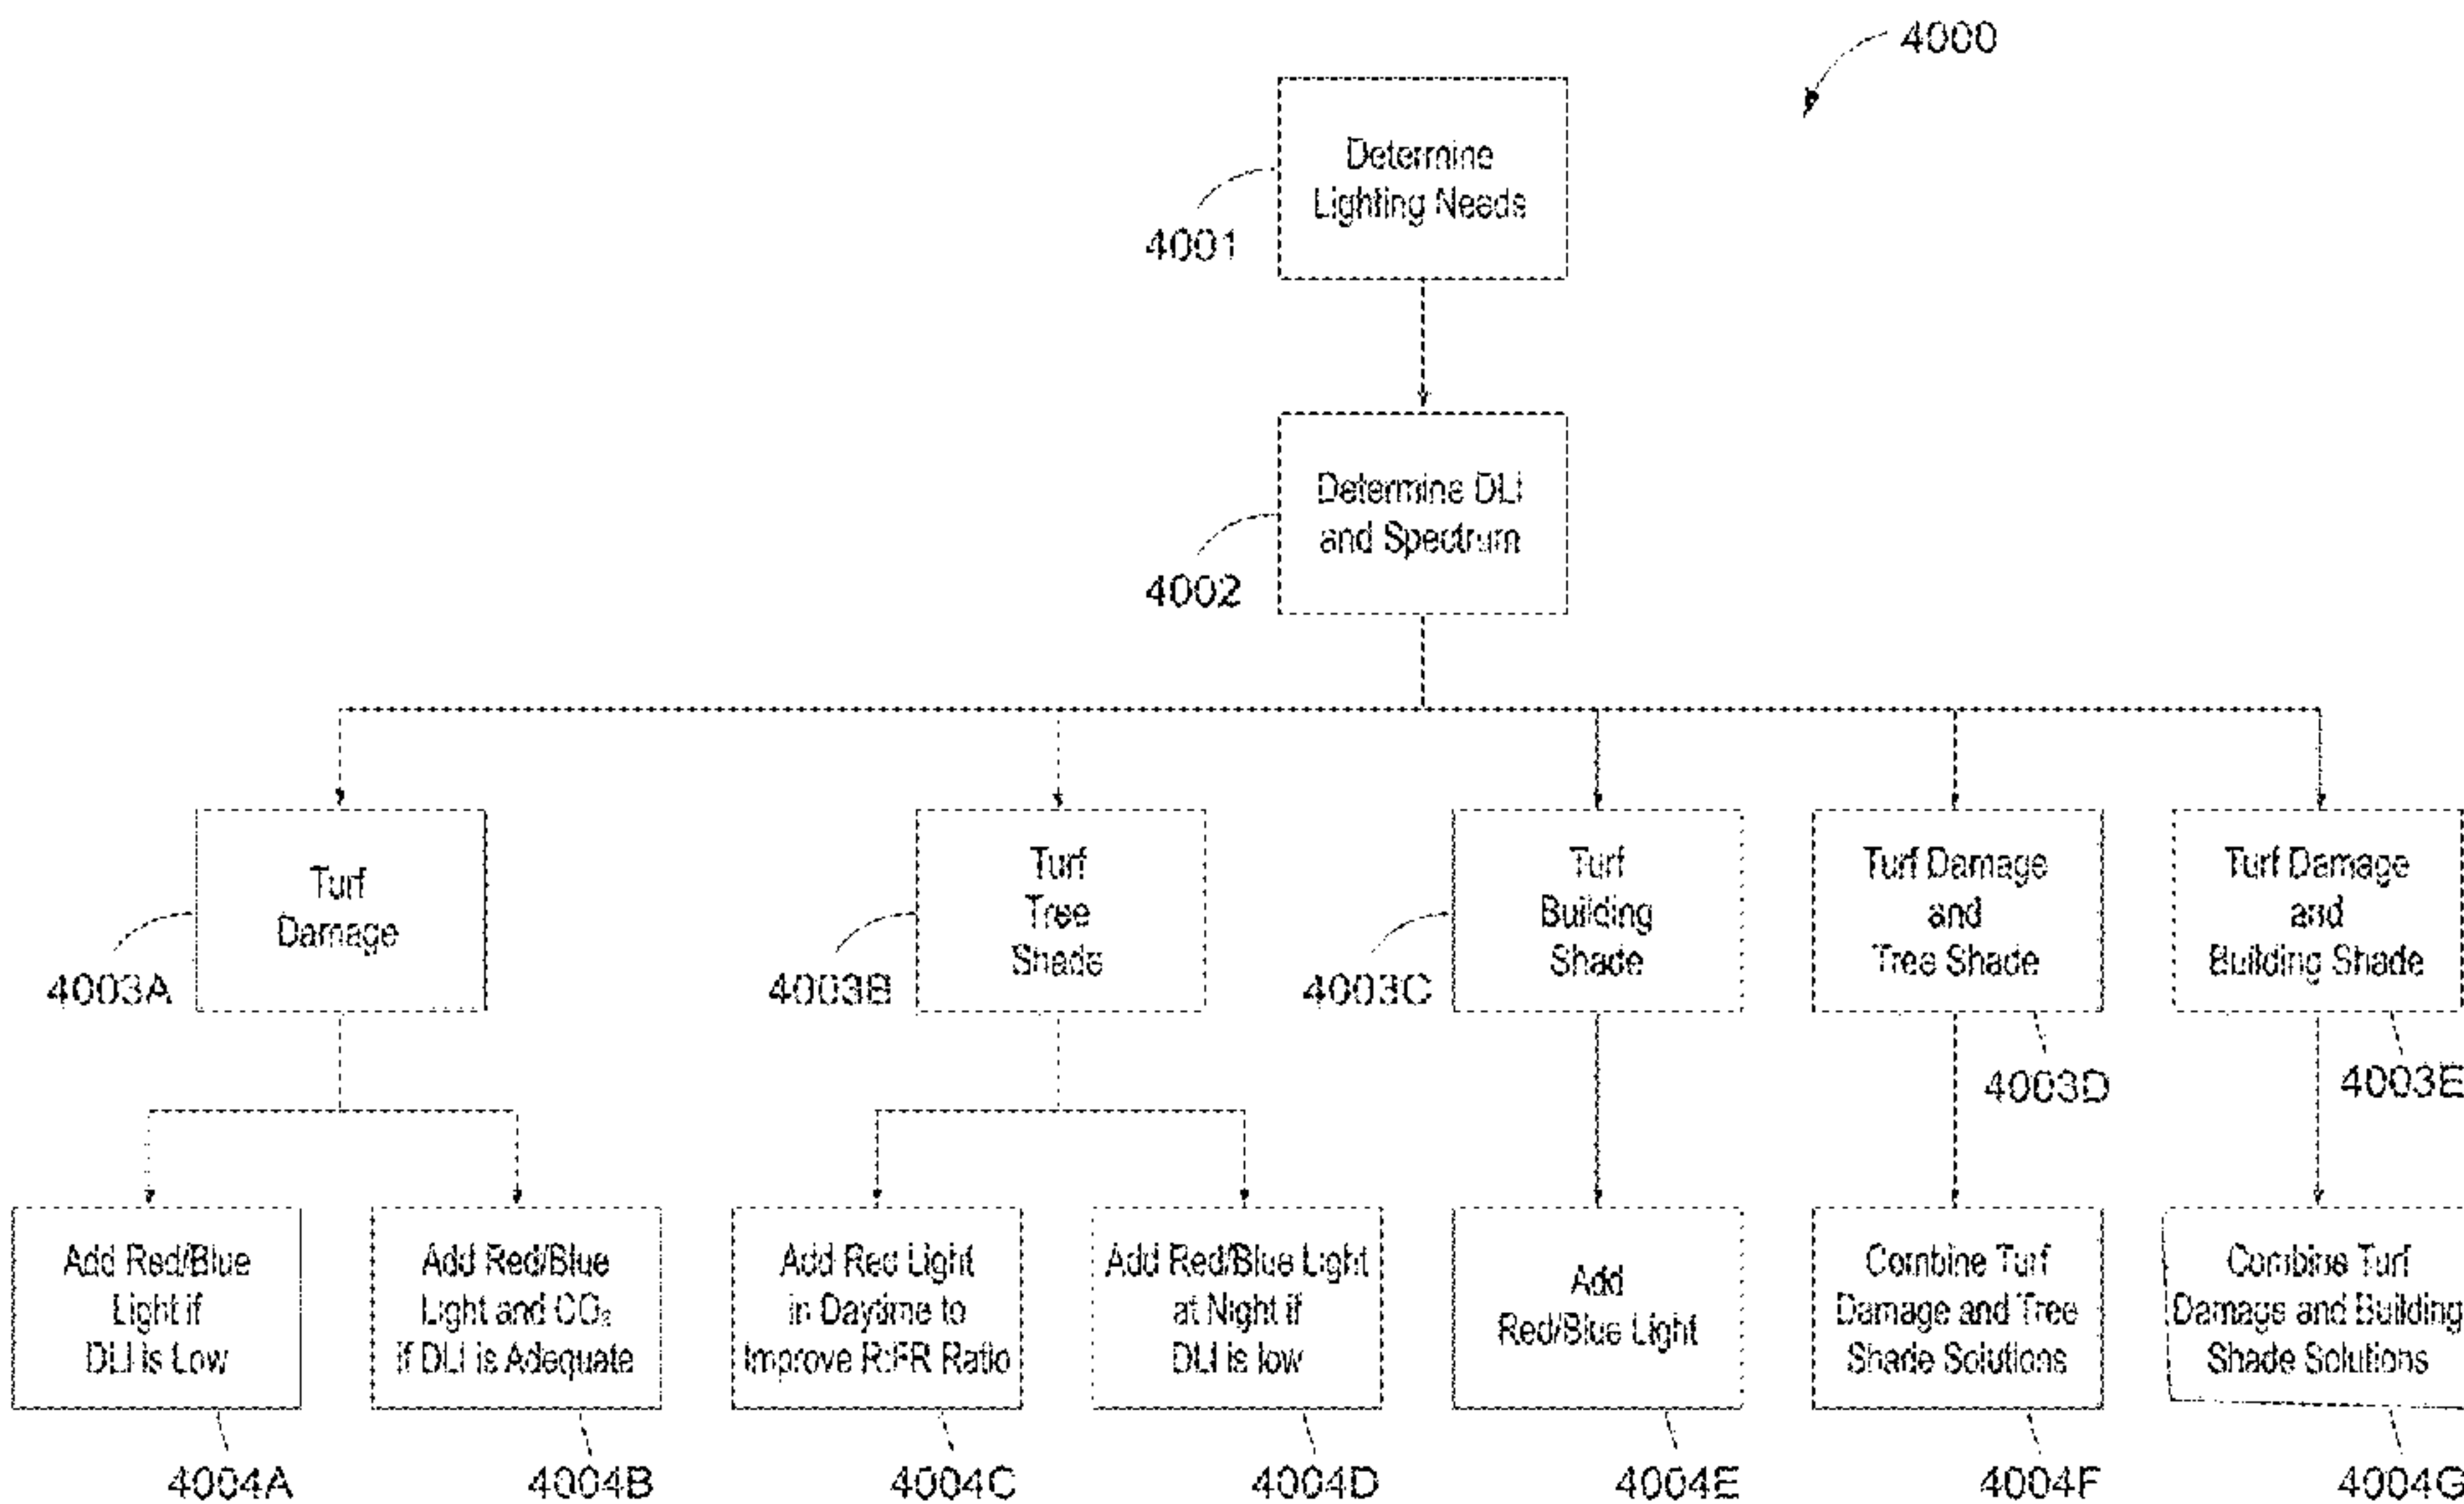 4000
Determine
Lighting Needs
4001
Determine DLI
and Spectrum
4002
Turf
Damage
4003A
Turf
Tree
Shade
4003B
Turf
Building
Shade
4003C
Turf Damage
and
Tree Shade
4003D
Turf Damage
and
Building Shade
4003E
Add Red/Blue
Light if
DLI is Low
4004A
Add Red/Blue
Light and CO₂
if DLI is Adequate
4004B
Add Red Light
in Daytime to
Improve R:FR Ratio
4004C
Add Red/Blue Light
at Night if
DLI is low
4004D
Add
Red/Blue Light
4004E
Combine Turf
Damage and Tree
Shade Solutions
4004F
Combine Turf
Damage and Building
Shade Solutions
4004G